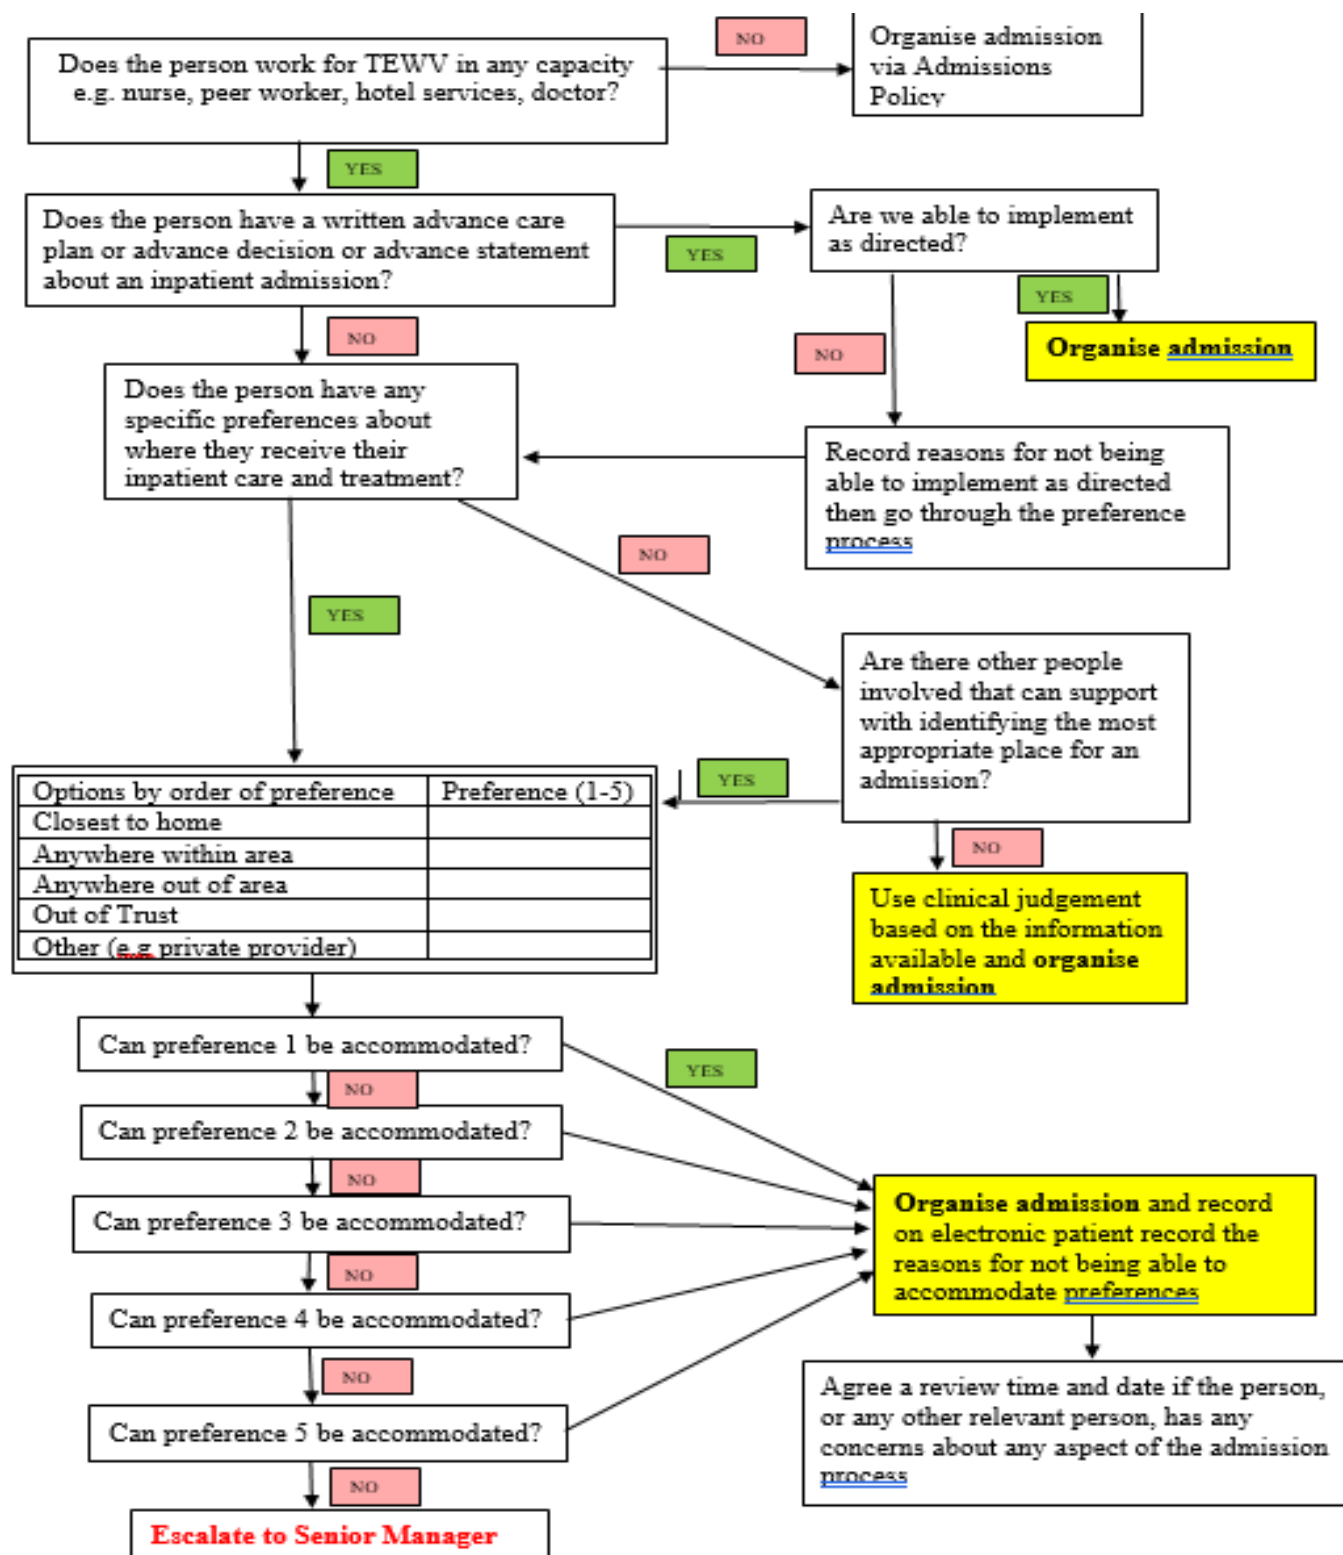 NO
Organise admission
via Admissions
Policy
Does the person work for TEWV in any capacity
e.g. nurse, peer worker, hotel services, doctor?
YES
Does the person have a written advance care
plan or advance decision or advance statement
about an inpatient admission?
YES
Are we able to implement
as directed?
YES
Organise admission
NO
NO
Does the person have any
specific preferences about
where they receive their
inpatient care and treatment?
Record reasons for not being
able to implement as directed
then go through the preference
process
NO
YES
Are there other people
involved that can support
with identifying the most
appropriate place for an
admission?
YES
NO
Use clinical judgement
based on the information
available and organise
admission
Options by order of preference Preference (1-5)
Closest to home
Anywhere within area
Anywhere out of area
Out of Trust
Other (e.g private provider)
Can preference 1 be accommodated?
YES
NO
Can preference 2 be accommodated?
NO
Can preference 3 be accommodated?
NO
Can preference 4 be accommodated?
NO
Can preference 5 be accommodated?
NO
Escalate to Senior Manager
Organise admission and record
on electronic patient record the
reasons for not being able to
accommodate preferences
Agree a review time and date if the person,
or any other relevant person, has any
concerns about any aspect of the admission
process